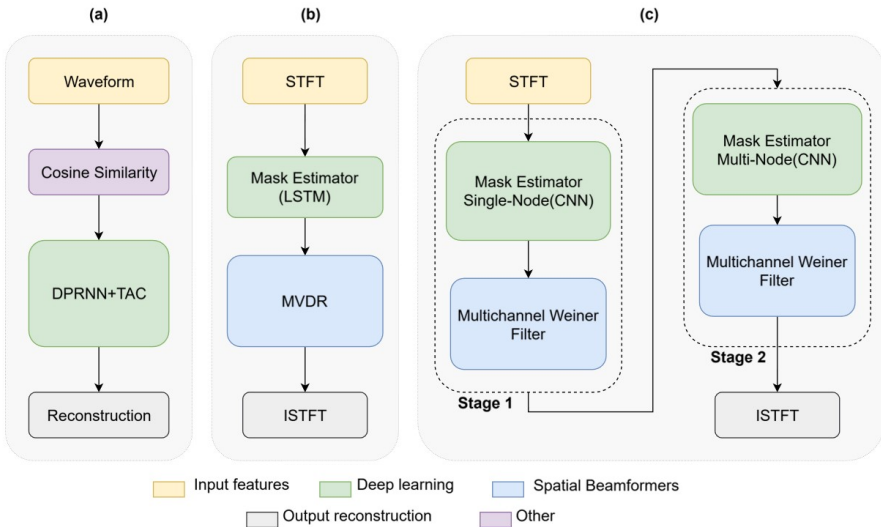 (a)
Waveform
Cosine Similarity
DPRNN+TAC
Reconstruction
(b)
STFT
Mask Estimator
(LSTM)
MVDR
ISTFT
(c)
STFT
Mask Estimator
Single-Node(CNN)
Multichannel Weiner
Filter
Stage 1
Mask Estimator
Multi-Node(CNN)
Multichannel Weiner
Filter
Stage 2
ISTFT
Input features
Deep learning
Spatial Beamformers
Output reconstruction
Other